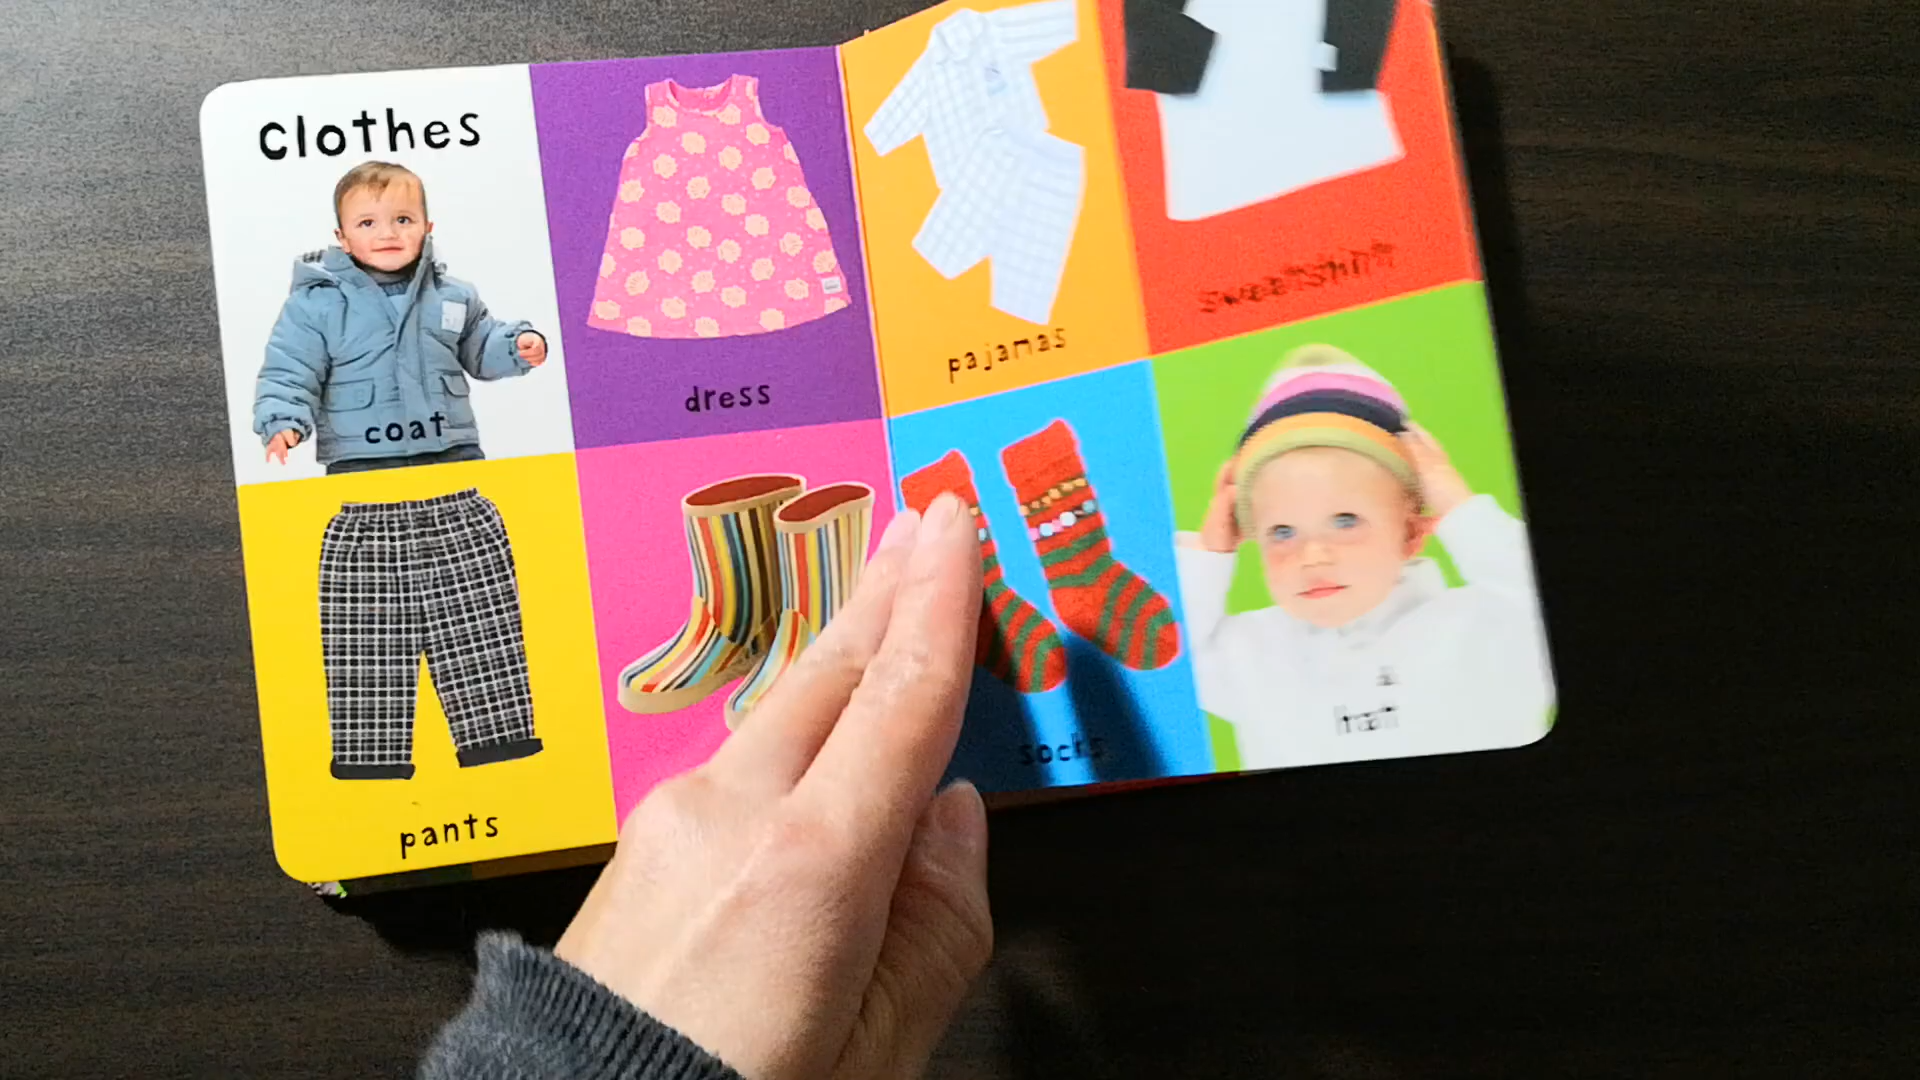 clothes
coat
dress
pajamas
sweatshirt
pants
socks
a
hat